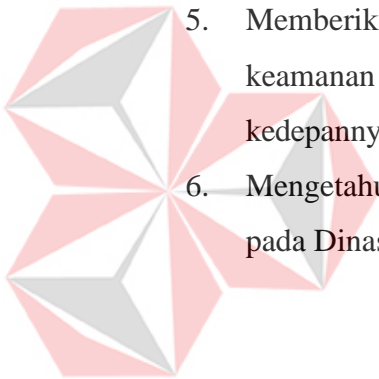 5. Memberik
keamanan
kedepanny
6. Mengetahu
pada Dinas